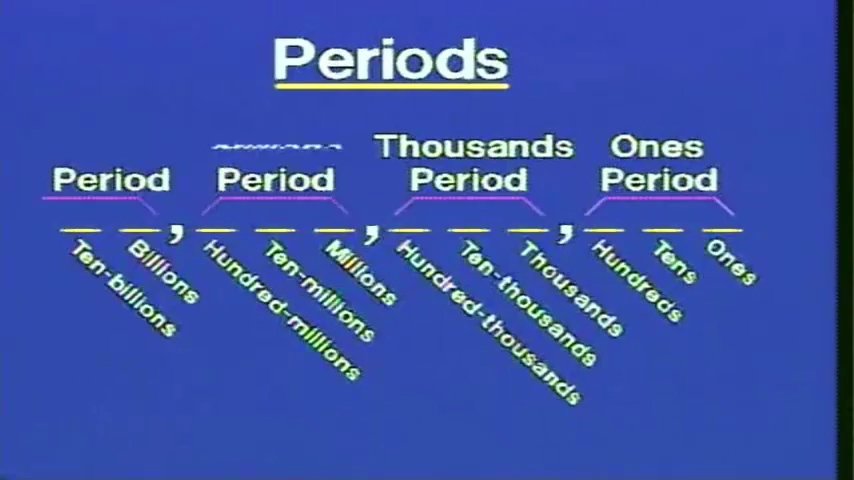 Periods
Thousands Ones
Period Period Period Period
, , ,
Ten-billions Billions Hundred-millions Ten-millions Millions Hundred-thousands Ten-thousands Thousands Hundreds Tens Ones